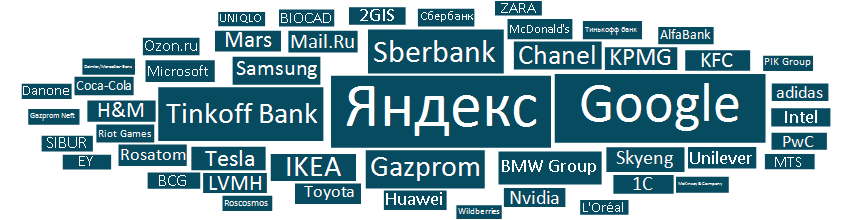 ZARA
UNIQLO
BIOCAD
2GIS
Сбербанк
McDonald's
Тинькофф банк
AlfaBank
Ozon.ru
Mars
Mail.Ru
Sberbank
Chanel
KPMG
KFC
PIK Group
Daimler/Mercedes-Benz
Microsoft
Samsung
Danone
Coca-Cola
Tinkoff Bank
Яндекс
Google
adidas
Gazprom Neft
H&M
Intel
Riot Games
SIBUR
PwC
EY
Rosatom
Tesla
IKEA
Gazprom
BMW Group
Skyeng
Unilever
MTS
BCG
LVMH
Toyota
Huawei
Nvidia
1C
McKinsey & Company
Roscosmos
Wildberries
L'Oréal